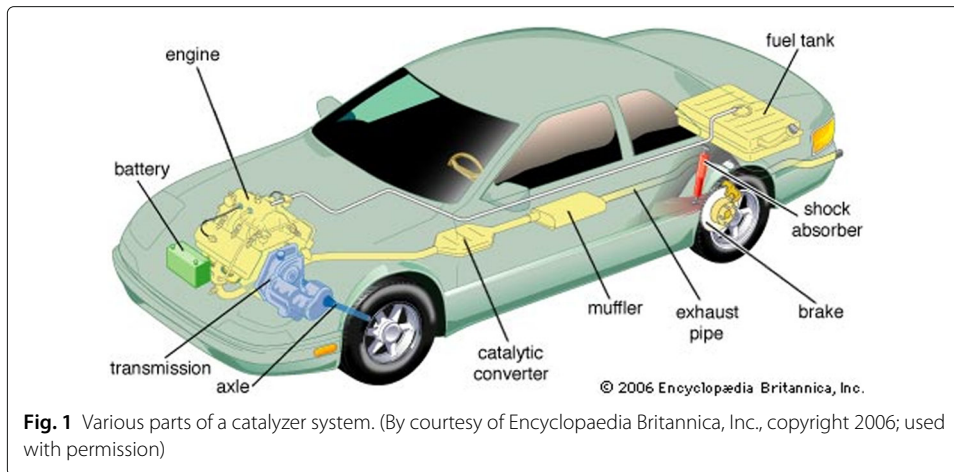 fuel tank
engine
battery
shock
absorber
muffler
exhaust
pipe
brake
catalytic
converter
transmission
axle
© 2006 Encyclopædia Britannica, Inc.
Fig. 1 Various parts of a catalyzer system. (By courtesy of Encyclopaedia Britannica, Inc., copyright 2006; used
with permission)